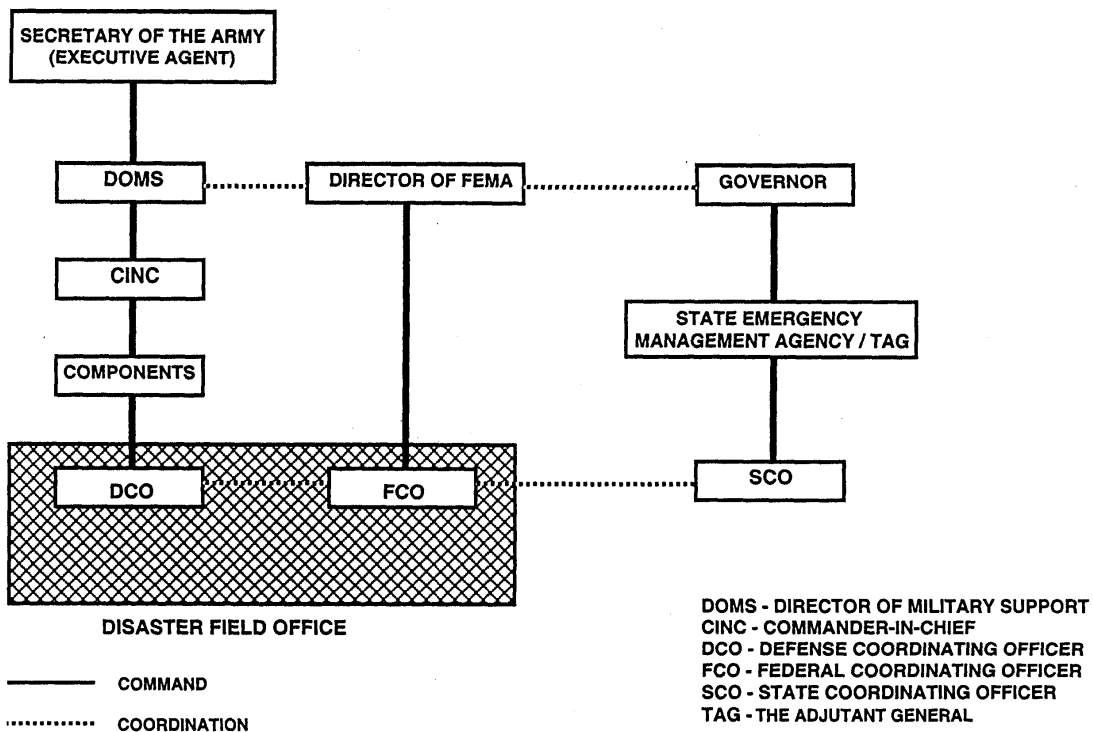 SECRETARY OF THE ARMY
(EXECUTIVE AGENT)
DOMS
DIRECTOR OF FEMA
GOVERNOR
CINC
STATE EMERGENCY
MANAGEMENT AGENCY / TAG
COMPONENTS
DCO
FCO
SCO
DISASTER FIELD OFFICE
COMMAND
COORDINATION
DOMS - DIRECTOR OF MILITARY SUPPORT
CINC - COMMANDER-IN-CHIEF
DCO - DEFENSE COORDINATING OFFICER
FCO - FEDERAL COORDINATING OFFICER
SCO - STATE COORDINATING OFFICER
TAG - THE ADJUTANT GENERAL